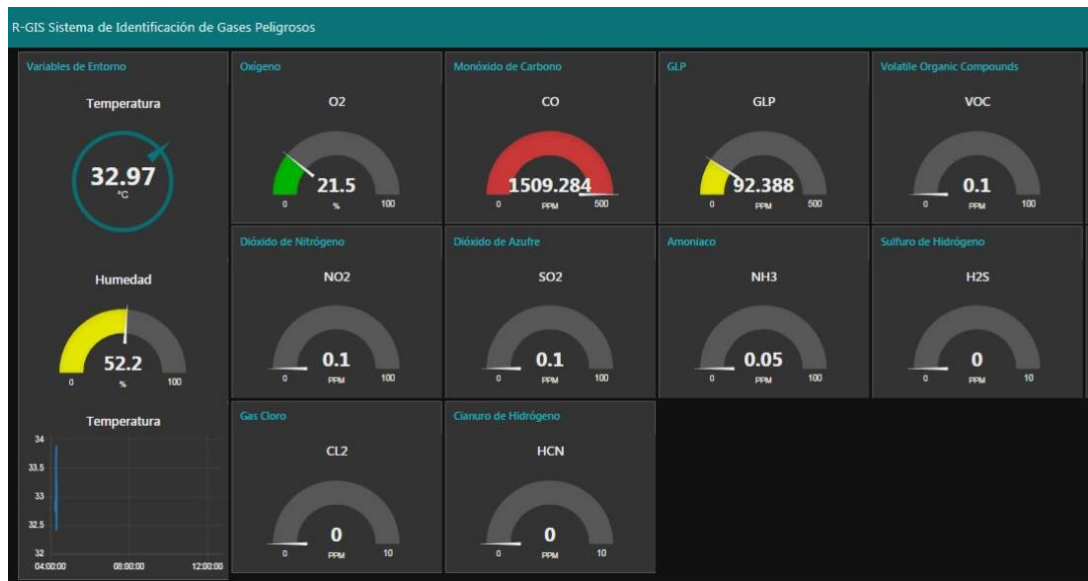 R-GIS Sistema de Identificación de Gases Peligrosos
Variables de Entorno
Temperatura
32.97
°C
Humedad
52.2
0 % 100
Temperatura
34
33.5
33
32.5
32
04:00:00 08:00:00 12:00:00
Oxígeno
O2
21.5
0 % 100
Monóxido de Carbono
CO
1509.284
0 PPM 500
GLP
GLP
92.388
0 PPM 500
Volatile Organic Compounds
VOC
0.1
0 PPM 100
Dióxido de Nitrógeno
NO2
0.1
0 PPM 100
Dióxido de Azufre
SO2
0.1
0 PPM 100
Amoniaco
NH3
0.05
0 PPM 100
Sulfuro de Hidrógeno
H2S
0
0 PPM 10
Gas Cloro
CL2
0
0 PPM 10
Cianuro de Hidrógeno
HCN
0
0 PPM 10